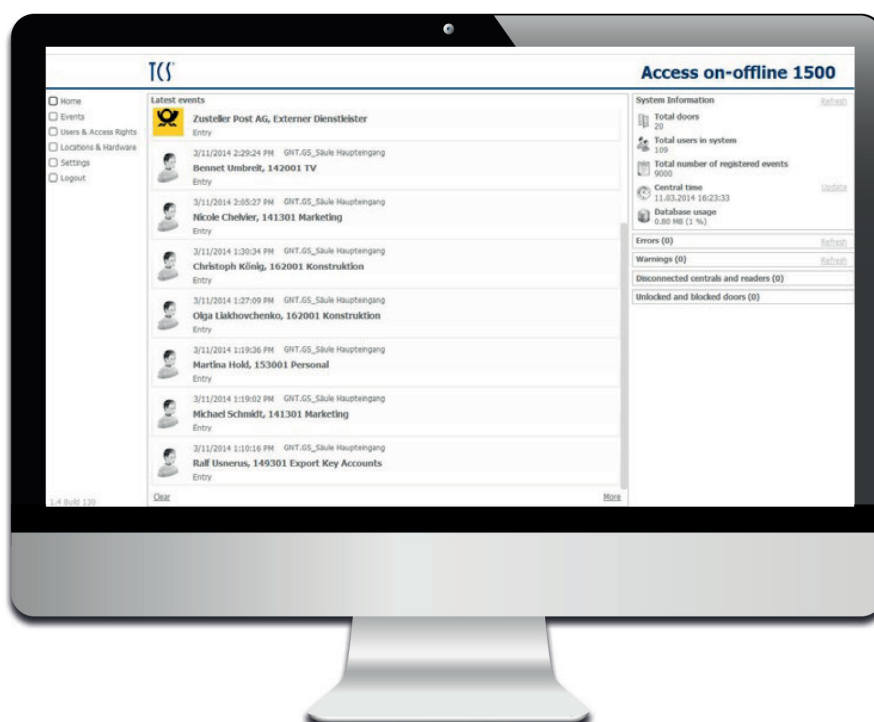 TCS
Access on-offline 1500
Home
Events
Users & Access Rights
Locations & Hardware
Settings
Logout
1.4 Build 130
Latest events
Zusteller Post AG, Externer Dienstleister
Entry
3/11/2014 2:29:24 PM GNT.GS_Säule Haupteingang
Bennet Umbreit, 142001 TV
Entry
3/11/2014 2:05:27 PM GNT.GS_Säule Haupteingang
Nicole Chelvier, 141301 Marketing
Entry
3/11/2014 1:30:34 PM GNT.GS_Säule Haupteingang
Christoph König, 162001 Konstruktion
Entry
3/11/2014 1:27:09 PM GNT.GS_Säule Haupteingang
Olga Liakhovchenko, 162001 Konstruktion
Entry
3/11/2014 1:19:36 PM GNT.GS_Säule Haupteingang
Martina Hold, 153001 Personal
Entry
3/11/2014 1:19:02 PM GNT.GS_Säule Haupteingang
Michael Schmidt, 141301 Marketing
Entry
3/11/2014 1:10:16 PM GNT.GS_Säule Haupteingang
Ralf Usnerus, 149301 Export Key Accounts
Entry
Clear
More
System Information Refresh
Total doors
20
Total users in system
109
Total number of registered events
9000
Central time Update
11.03.2014 16:23:33
Database usage
0.80 MB (1 %)
Errors (0) Refresh
Warnings (0) Refresh
Disconnected centrals and readers (0)
Unlocked and blocked doors (0)